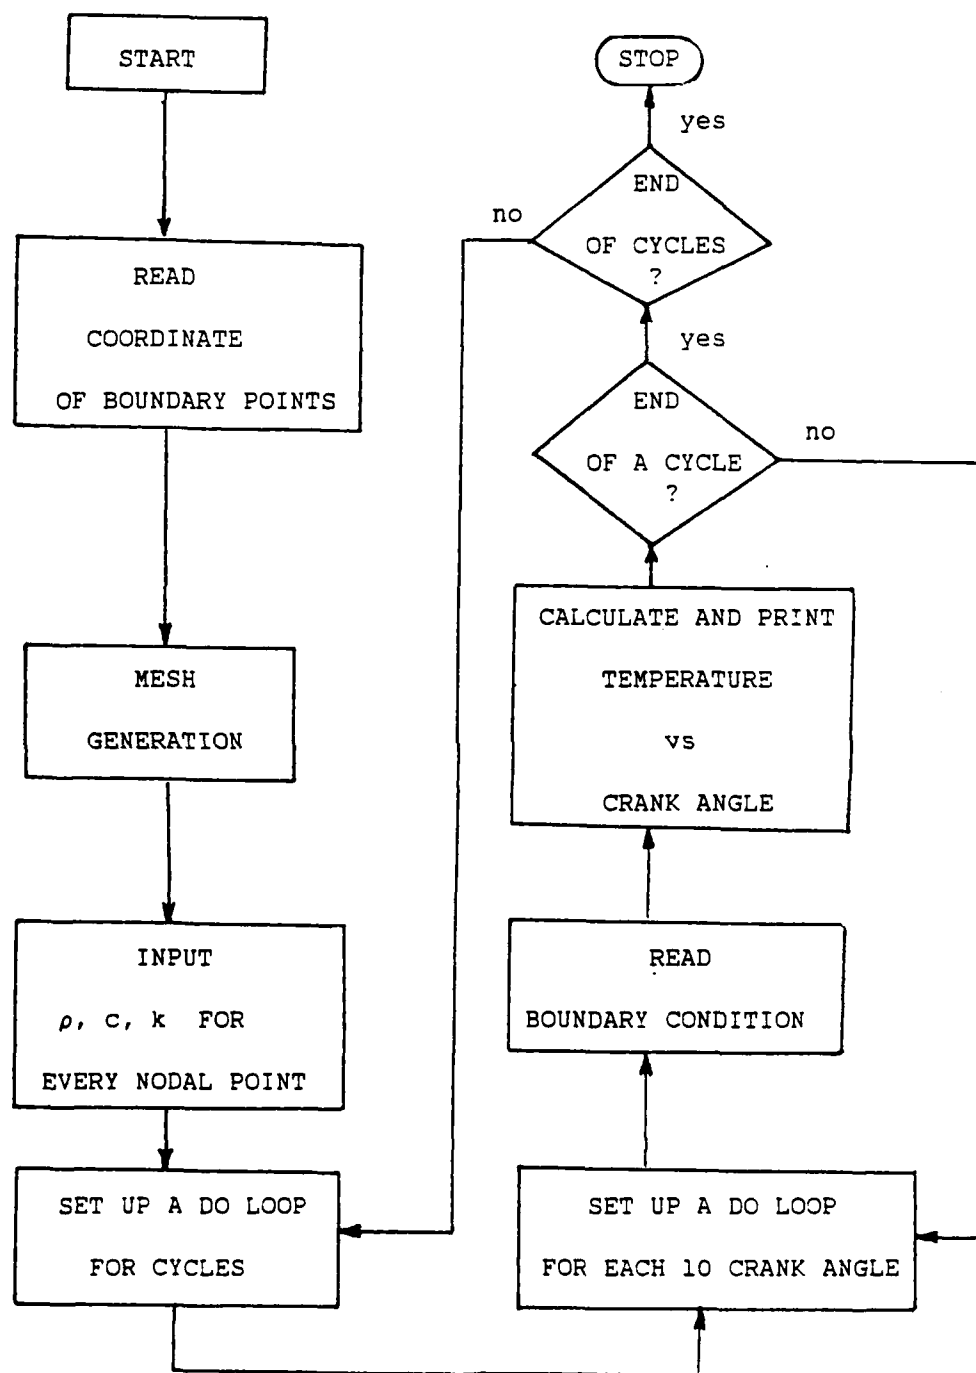 START
READ
COORDINATE
OF BOUNDARY POINTS
MESH
GENERATION
INPUT
ρ, c, k FOR
EVERY NODAL POINT
SET UP A DO LOOP
FOR CYCLES
STOP
yes
END
OF CYCLES
?
no
yes
END
OF A CYCLE
?
no
CALCULATE AND PRINT
TEMPERATURE
vs
CRANK ANGLE
READ
BOUNDARY CONDITION
SET UP A DO LOOP
FOR EACH 10 CRANK ANGLE